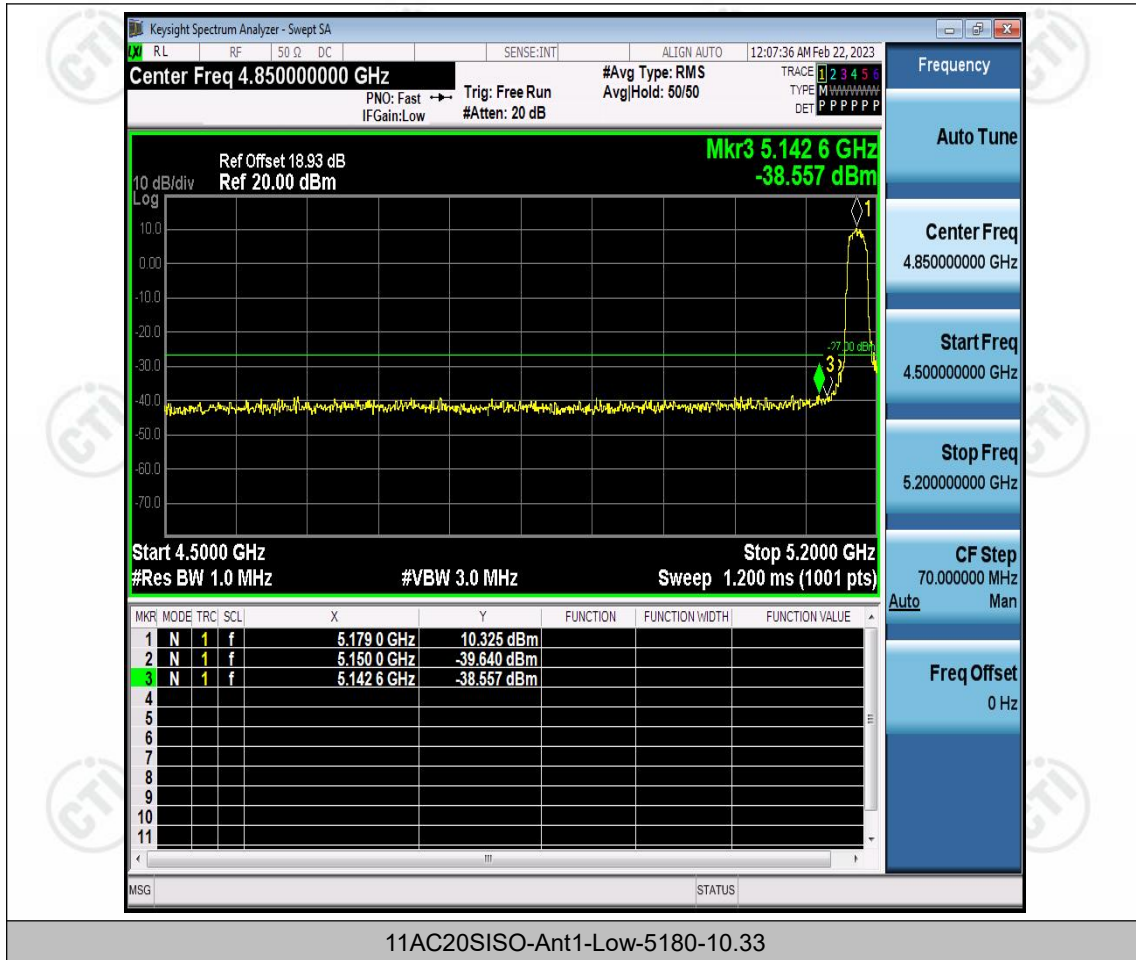 Keysight Spectrum Analyzer - Swept SA
LXI RL RF 50 Ω DC SENSE:INT ALIGN AUTO 12:07:36 AM Feb 22, 2023
Center Freq 4.850000000 GHz #Avg Type: RMS TRACE 1 2 3 4 5 6
PNO: Fast Trig: Free Run Avg|Hold: 50/50 TYPE M WWWWW
IFGain:Low #Atten: 20 dB DET P P P P P P
Frequency
Auto Tune
Center Freq
4.850000000 GHz
Start Freq
4.500000000 GHz
Stop Freq
5.200000000 GHz
CF Step
70.000000 MHz
Auto Man
Freq Offset
0 Hz
Mkr3 5.142 6 GHz
-38.557 dBm
Ref Offset 18.93 dB
10 dB/div Ref 20.00 dBm
Log
1
10.0
0.00
-10.0
-20.0
-27.00 dBm
-30.0
3
-40.0
-50.0
-60.0
-70.0
Start 4.5000 GHz Stop 5.2000 GHz
#Res BW 1.0 MHz #VBW 3.0 MHz Sweep 1.200 ms (1001 pts)
MKR MODE TRC SCL X Y FUNCTION FUNCTION WIDTH FUNCTION VALUE
1 N 1 f 5.179 0 GHz 10.325 dBm
2 N 1 f 5.150 0 GHz -39.640 dBm
3 N 1 f 5.142 6 GHz -38.557 dBm
4
5
6
7
8
9
10
11
MSG STATUS
11AC20SISO-Ant1-Low-5180-10.33
CTI
CTI
CTI
CTI
CTI
CTI